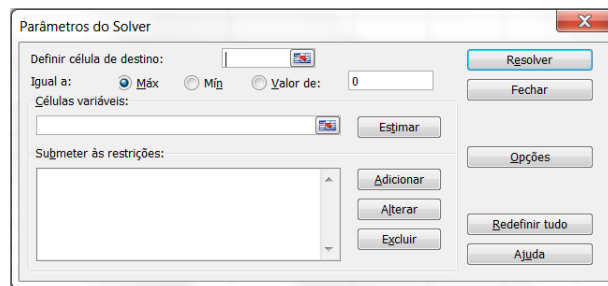 Parâmetros do Solver
X
Definir célula de destino:
Resolver
Igual a: Máx Mín Valor de: 0
Fechar
Células variáveis:
Estimar
Submeter às restrições:
Opções
Adicionar
Alterar
Redefinir tudo
Excluir
Ajuda